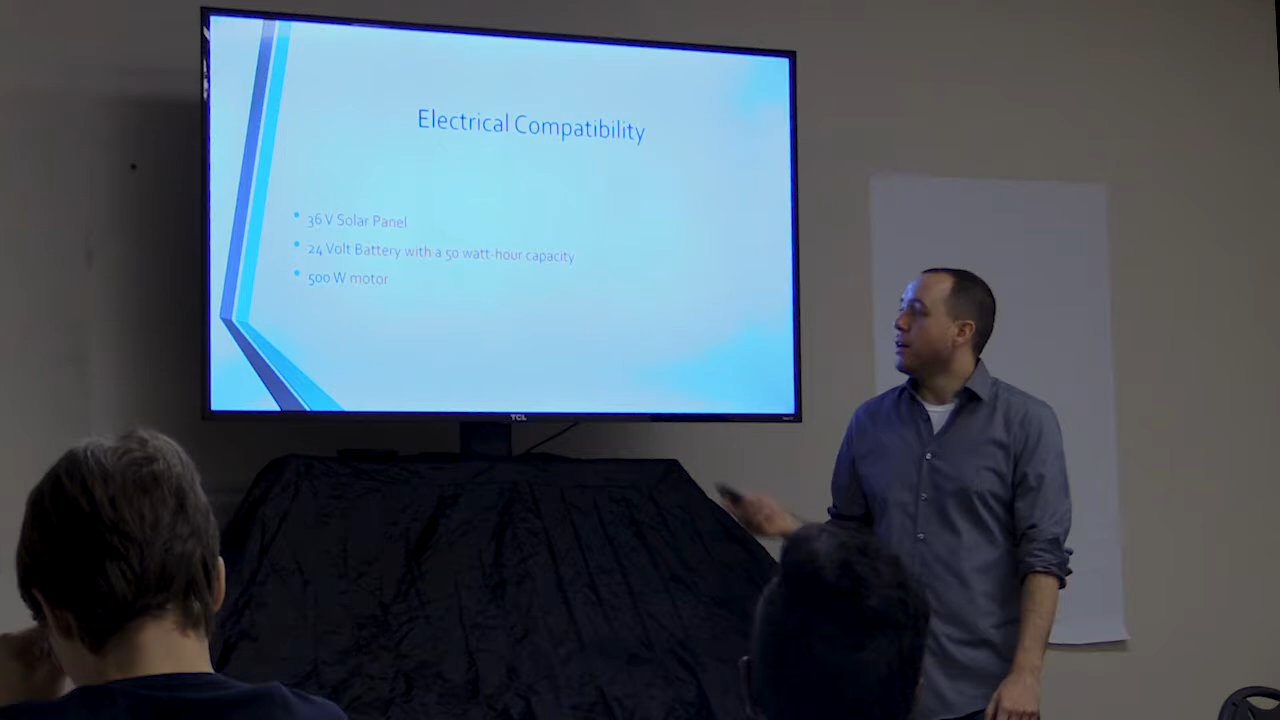 Electrical Compatibility
• 36 V Solar Panel
• 24 Volt Battery with a 50 watt-hour capacity
• 500 W motor
TCL